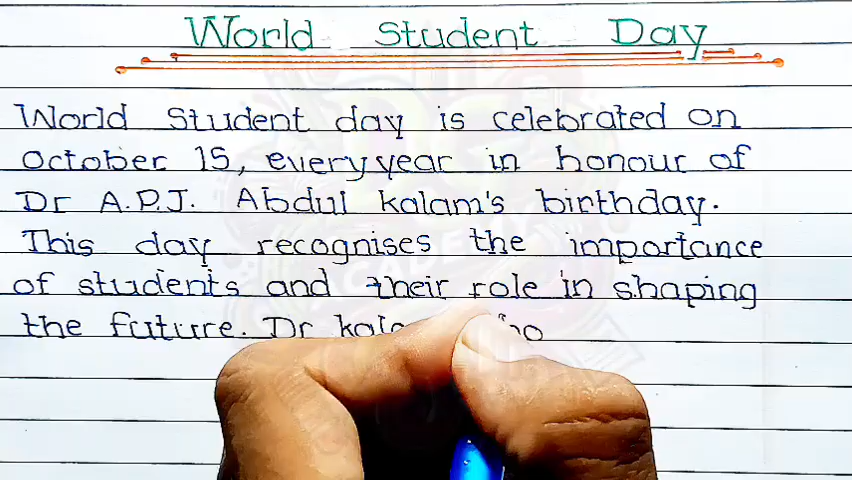 World Student Day
World Student day is celebrated on
October 15, every year in honour of
Dr A.P.J. Abdul Kalam's birthday.
This day recognises the importance
of students and their role in shaping
the future. Dr